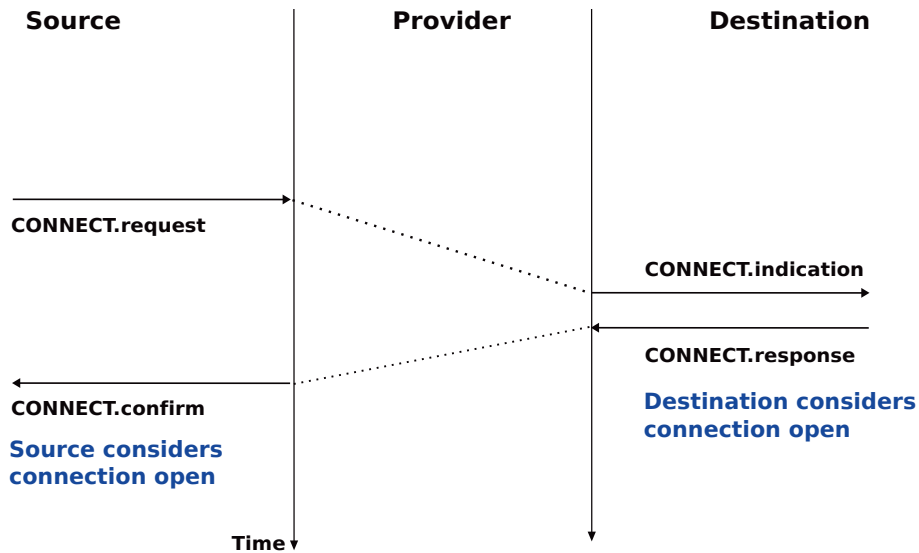 Source
Provider
Destination
CONNECT.request
CONNECT.indication
CONNECT.response
Destination considers
connection open
CONNECT.confirm
Source considers
connection open
Time